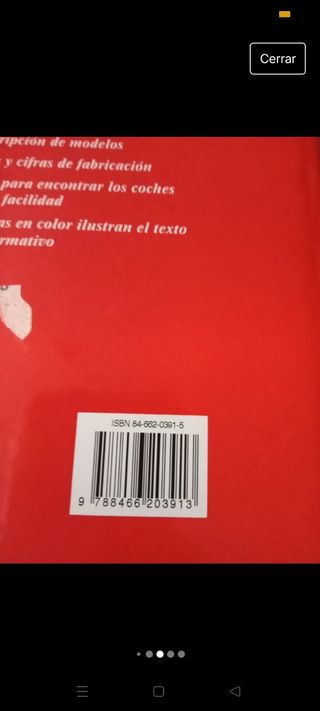 Cerrar
ripción de modelos
y cifras de fabricación
para encontrar los coches
facilidad
as en color ilustran el texto
rmativo
ISBN 84-662-0391-5
9 788466 203913